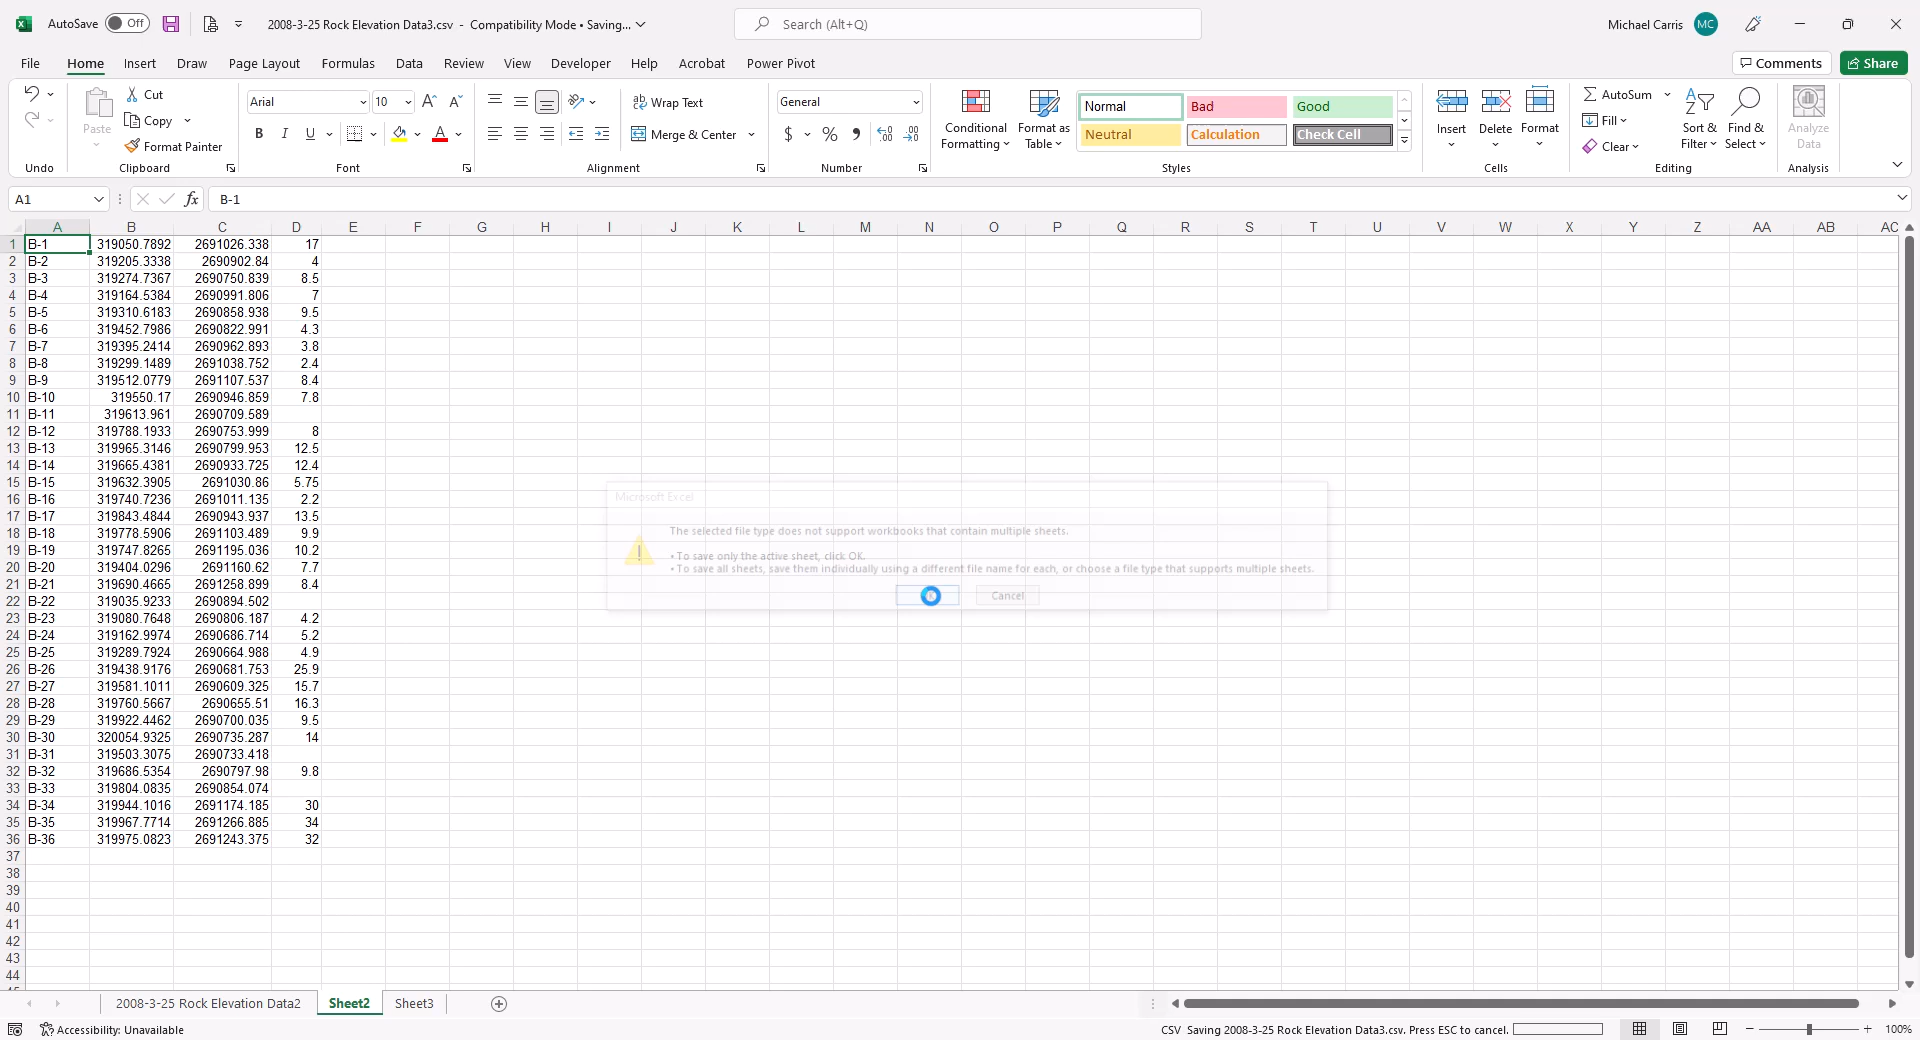 AutoSave Off 2008-3-25 Rock Elevation Data3.csv - Compatibility Mode • Saving... Search (Alt+Q) Michael Carris MC
File Home Insert Draw Page Layout Formulas Data Review View Developer Help Acrobat Power Pivot Comments Share
Cut
Copy
Format Painter
Paste
Arial 10
B I U
Wrap Text
Merge & Center
General
$ % 9
Conditional Formatting
Format as Table
Normal Bad Good
Neutral Calculation Check Cell
Insert Delete Format
AutoSum
Fill
Clear
Sort & Filter
Find & Select
Analyze Data
Undo Clipboard Font Alignment Number Styles Cells Editing Analysis
A1 fx B-1
A B C D E F G H I J K L M N O P Q R S T U V W X Y Z AA AB AC
1 B-1 319050.7892 2691026.338 17
2 B-2 319205.3338 2690902.84 4
3 B-3 319274.7367 2690750.839 8.5
4 B-4 319164.5384 2690991.806 7
5 B-5 319310.6183 2690858.938 9.5
6 B-6 319452.7986 2690822.991 4.3
7 B-7 319395.2414 2690962.893 3.8
8 B-8 319299.1489 2691038.752 2.4
9 B-9 319512.0779 2691107.537 8.4
10 B-10 319550.17 2690946.859 7.8
11 B-11 319613.961 2690709.589
12 B-12 319788.1933 2690753.999 8
13 B-13 319965.3146 2690799.953 12.5
14 B-14 319665.4381 2690933.725 12.4
15 B-15 319632.3905 2691030.86 5.75
16 B-16 319740.7236 2691011.135 2.2
17 B-17 319843.4844 2690943.937 13.5
18 B-18 319778.5906 2691103.489 9.9
19 B-19 319747.8265 2691195.036 10.2
20 B-20 319404.0296 2691160.62 7.7
21 B-21 319690.4665 2691258.899 8.4
22 B-22 319035.9233 2690894.502
23 B-23 319080.7648 2690806.187 4.2
24 B-24 319162.9974 2690686.714 5.2
25 B-25 319289.7924 2690664.988 4.9
26 B-26 319438.9176 2690681.753 25.9
27 B-27 319581.1011 2690609.325 15.7
28 B-28 319760.5667 2690655.51 16.3
29 B-29 319922.4462 2690700.035 9.5
30 B-30 320054.9325 2690735.287 14
31 B-31 319503.3075 2690733.418
32 B-32 319686.5354 2690797.98 9.8
33 B-33 319804.0835 2690854.074
34 B-34 319944.1016 2691174.185 30
35 B-35 319967.7714 2691266.885 34
36 B-36 319975.0823 2691243.375 32
37
38
39
40
41
42
43
44
Microsoft Excel
The selected file type does not support workbooks that contain multiple sheets.
• To save only the active sheet, click OK.
• To save all sheets, save them individually using a different file name for each, or choose a file type that supports multiple sheets.
Cancel
2008-3-25 Rock Elevation Data2 Sheet2 Sheet3
Accessibility: Unavailable CSV Saving 2008-3-25 Rock Elevation Data3.csv. Press ESC to cancel. 100%